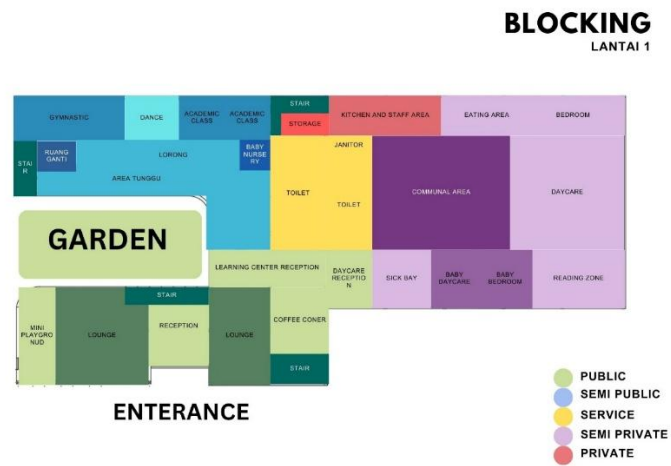 BLOCKING
LANTAI 1
GYMNASTIC
DANCE
ACADEMIC
CLASS
ACADEMIC
CLASS
STAIR
STORAGE
KITCHEN AND STAFF AREA
EATING AREA
BEDROOM
STAI
R
RUANG
GANTI
LORONG
AREA TUNGGU
BABY
NURSE
RY
JANITOR
TOILET
TOILET
COMMUNAL AREA
DAYCARE
GARDEN
LEARNING CENTER RECEPTION
DAYCARE
RECEPTIO
N
SICK BAY
BABY
DAYCARE
BABY
BEDROOM
READING ZONE
MINI
PLAYGRO
NUD
LOUNGE
STAIR
RECEPTION
LOUNGE
COFFEE CONER
STAIR
ENTERANCE
PUBLIC
SEMI PUBLIC
SERVICE
SEMI PRIVATE
PRIVATE